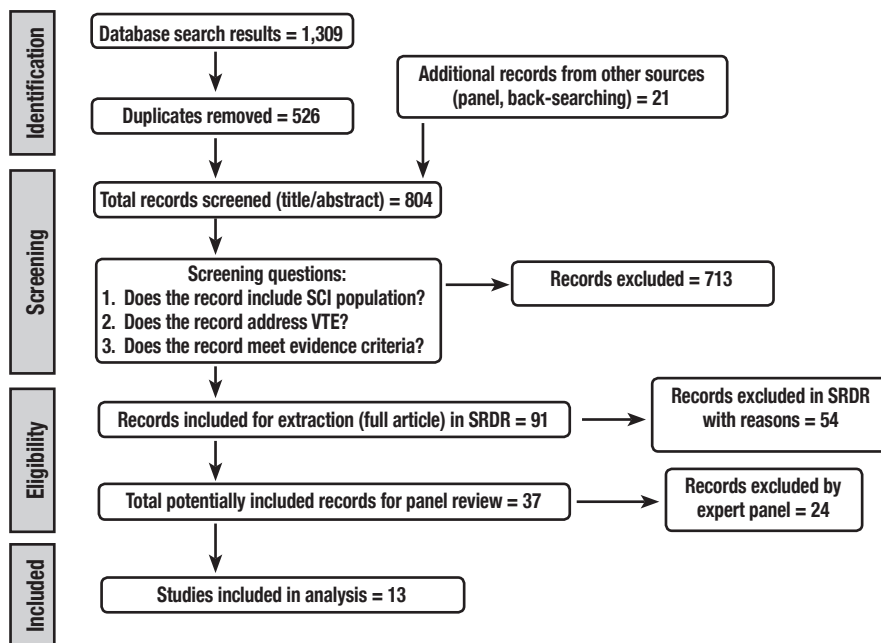 Identification
Database search results = 1,309
Additional records from other sources
(panel, back-searching) = 21
Duplicates removed = 526
Screening
Total records screened (title/abstract) = 804
Screening questions:
1. Does the record include SCI population?
2. Does the record address VTE?
3. Does the record meet evidence criteria?
Records excluded = 713
Eligibility
Records included for extraction (full article) in SRDR = 91
Records excluded in SRDR
with reasons = 54
Total potentially included records for panel review = 37
Records excluded by
expert panel = 24
Included
Studies included in analysis = 13